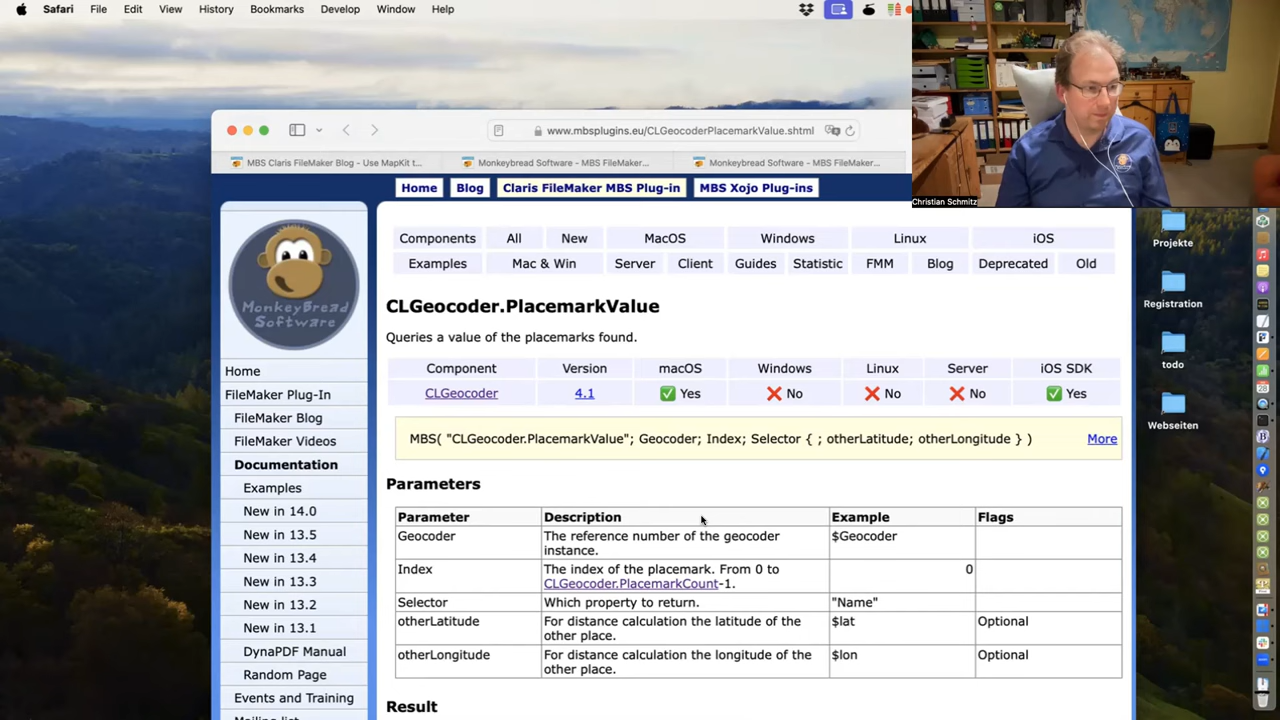 Safari File Edit View History Bookmarks Develop Window Help
www.mbsplugins.eu/CLGeocoderPlacemarkValue.shtml
MBS Claris FileMaker Blog - Use MapKit t...
Monkeybread Software - MBS FileMaker...
Monkeybread Software - MBS FileMaker...
Christian Schmitz
Home Blog Claris FileMaker MBS Plug-in MBS Xojo Plug-ins
Components All New MacOS Windows Linux iOS
Examples Mac & Win Server Client Guides Statistic FMM Blog Deprecated Old
MonkeyBread
Software
Home
FileMaker Plug-In
FileMaker Blog
FileMaker Videos
Documentation
Examples
New in 14.0
New in 13.5
New in 13.4
New in 13.3
New in 13.2
New in 13.1
DynaPDF Manual
Random Page
Events and Training
Mailing list
CLGeocoder.PlacemarkValue
Queries a value of the placemarks found.
Component Version macOS Windows Linux Server iOS SDK
CLGeocoder 4.1 ✅ Yes ❌ No ❌ No ❌ No ✅ Yes
MBS( "CLGeocoder.PlacemarkValue"; Geocoder; Index; Selector { ; otherLatitude; otherLongitude } ) More
Parameters
Parameter Description Example Flags
Geocoder The reference number of the geocoder $Geocoder
instance.
Index The index of the placemark. From 0 to 0
CLGeocoder.PlacemarkCount-1.
Selector Which property to return. "Name"
otherLatitude For distance calculation the latitude of the $lat Optional
other place.
otherLongitude For distance calculation the longitude of the $lon Optional
other place.
Result
Projekte
Registration
todo
Webseiten